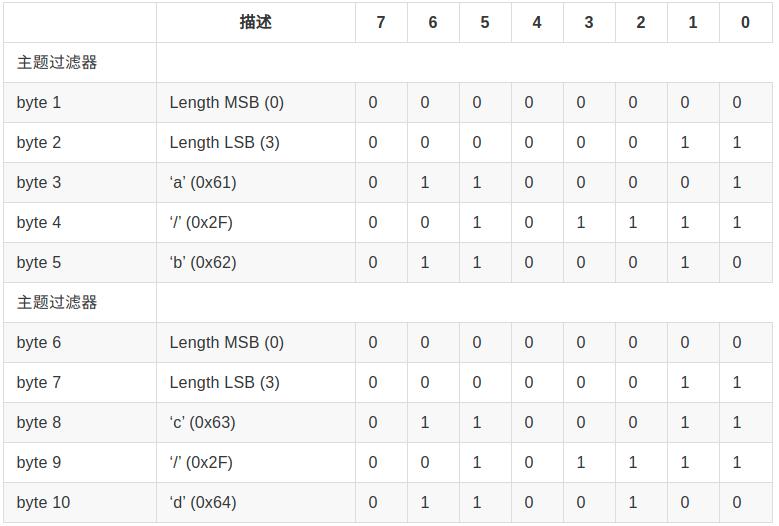 描述 7 6 5 4 3 2 1 0
主题过滤器
byte 1 Length MSB (0) 0 0 0 0 0 0 0 0
byte 2 Length LSB (3) 0 0 0 0 0 0 1 1
byte 3 ‘a’ (0x61) 0 1 1 0 0 0 0 1
byte 4 ‘/’ (0x2F) 0 0 1 0 1 1 1 1
byte 5 ‘b’ (0x62) 0 1 1 0 0 0 1 0
主题过滤器
byte 6 Length MSB (0) 0 0 0 0 0 0 0 0
byte 7 Length LSB (3) 0 0 0 0 0 0 1 1
byte 8 ‘c’ (0x63) 0 1 1 0 0 0 1 1
byte 9 ‘/’ (0x2F) 0 0 1 0 1 1 1 1
byte 10 ‘d’ (0x64) 0 1 1 0 0 1 0 0